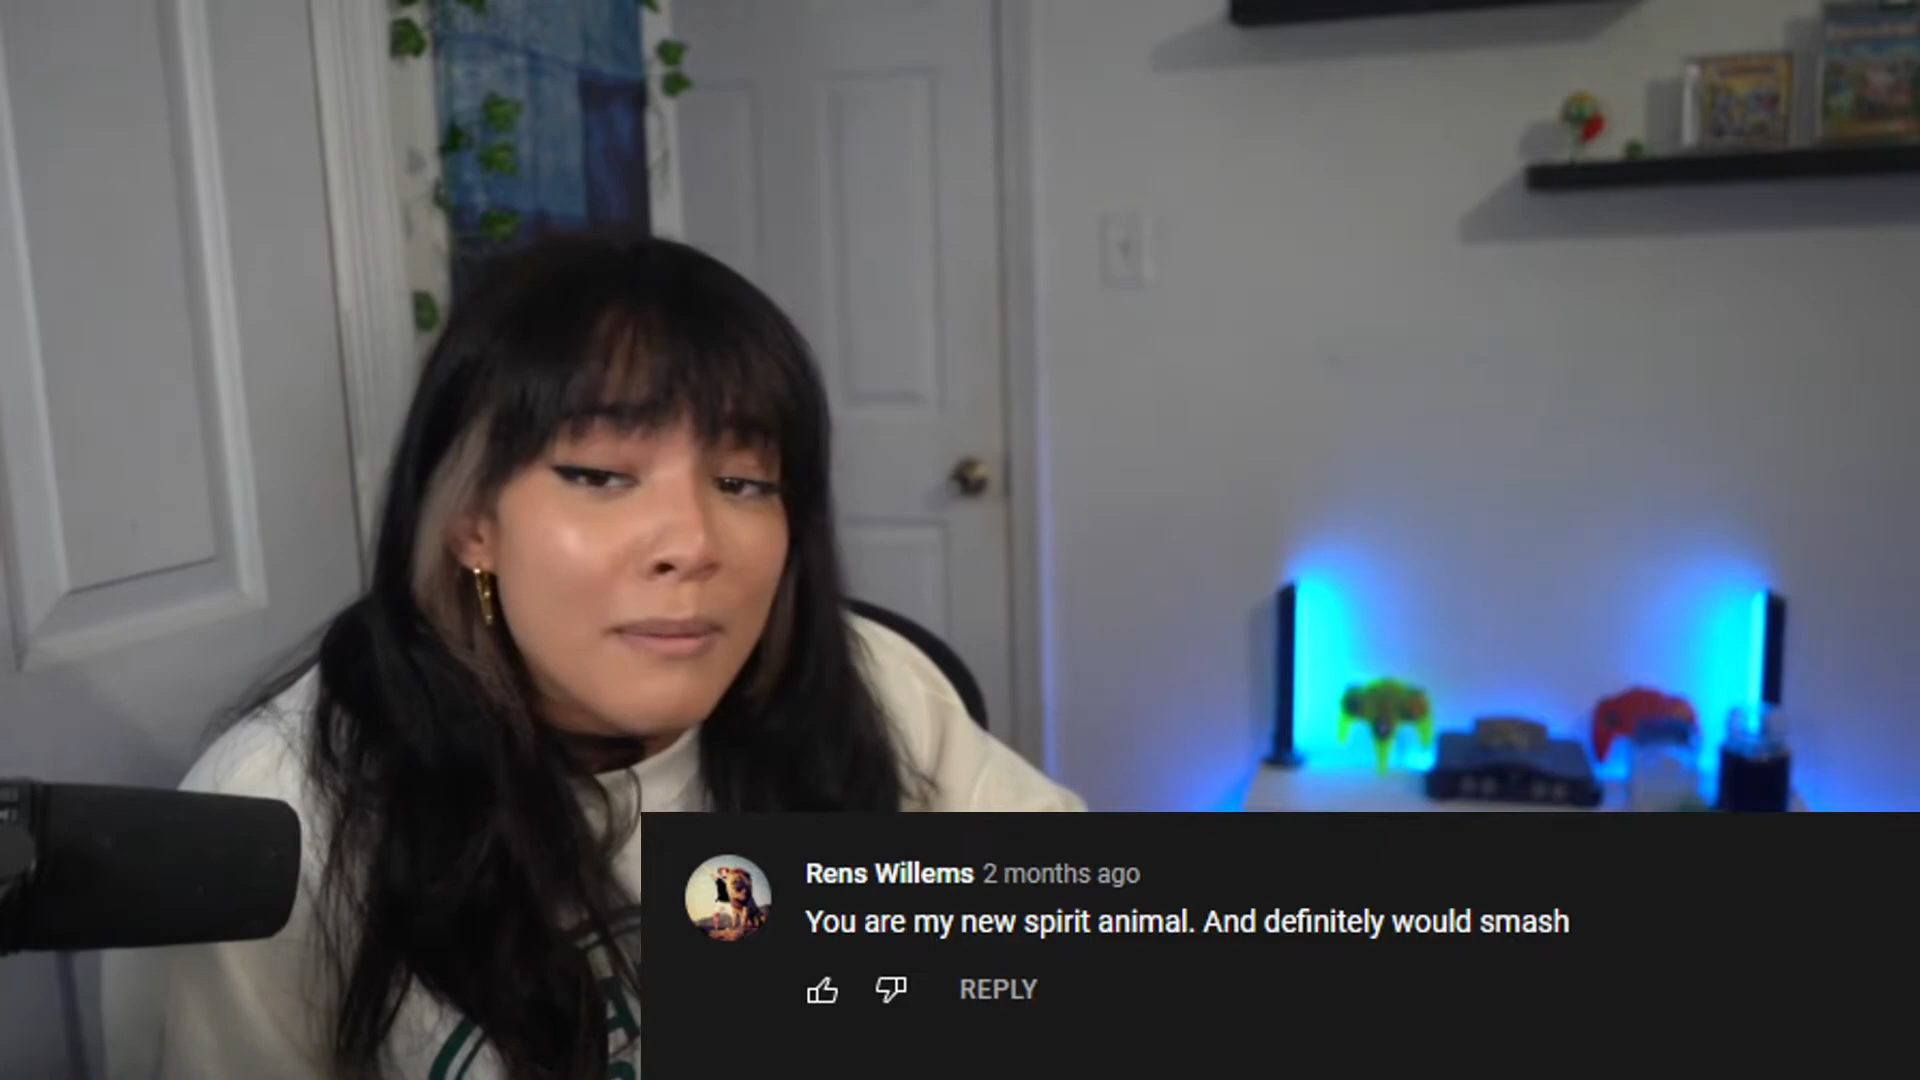 Rens Willems 2 months ago
You are my new spirit animal. And definitely would smash
REPLY